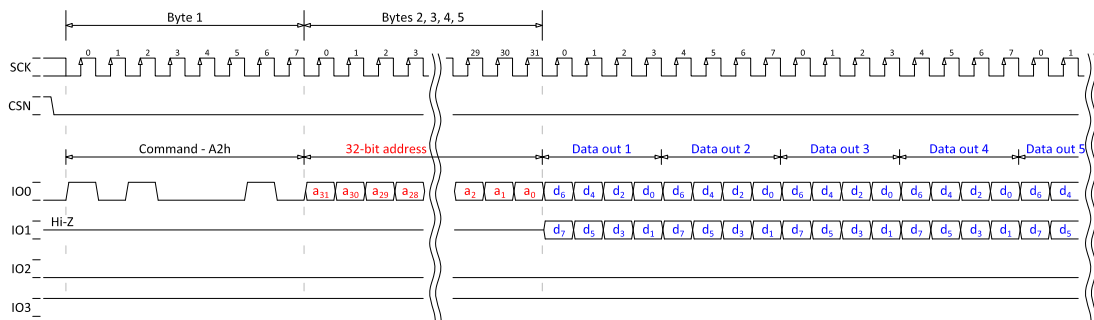 Byte 1 Bytes 2, 3, 4, 5
0 1 2 3 4 5 6 7 0 1 2 3 29 30 31 0 1 2 3 4 5 6 7 0 1 2 3 4 5 6 7 0 1
SCK
CSN
Command - A2h 32-bit address Data out 1 Data out 2 Data out 3 Data out 4 Data out 5
IO0 a31 a30 a29 a28 a2 a1 a0 d6 d4 d2 d0 d6 d4 d2 d0 d6 d4 d2 d0 d6 d4 d2 d0 d6 d4
Hi-Z
IO1 d7 d5 d3 d1 d7 d5 d3 d1 d7 d5 d3 d1 d7 d5 d3 d1 d7 d5
IO2
IO3